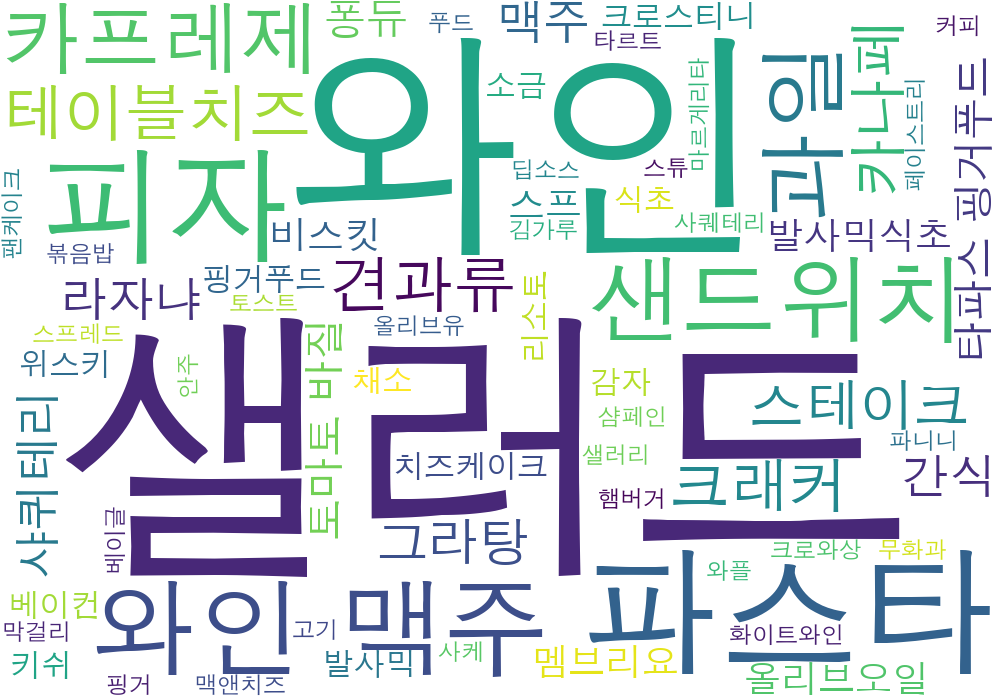 카프레제
퐁듀
푸드
맥주
크로스티니
커피
타르트
테이블치즈
와인
소금
마르게리타
과일
카나페
페이스트리
핑거푸드
피자
딥소스
스튜
스프
식초
팬케이크
볶음밥
비스킷
김가루
사퀘테리
발사믹식초
타파스
라자냐
핑거푸드
견과류
샌드위치
토스트
스프레드
올리브유
리소토
위스키
안주
토마토 바질
채소
감자
스테이크
샐러드
샴페인
파니니
샤퀴테리
치즈케이크
샐러리
크래커
간식
햄버거
베이글
그라탕
크로와상
무화과
와플
파스타
베이컨
와인
맥주
막걸리
고기
화이트와인
키쉬
발사믹
사케
멤브리요
올리브오일
핑거
맥앤치즈